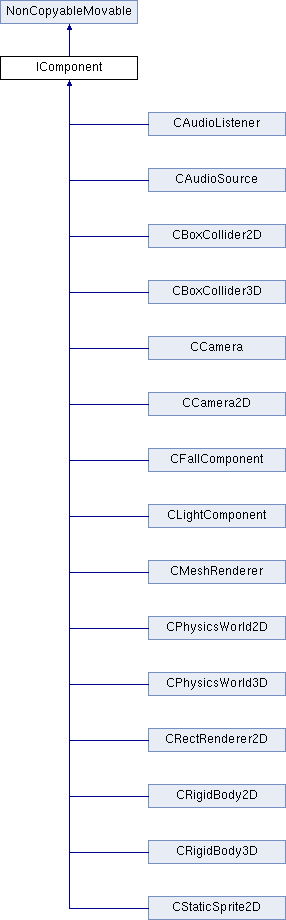 NonCopyableMovable
IComponent
CAudioListener
CAudioSource
CBoxCollider2D
CBoxCollider3D
CCamera
CCamera2D
CFallComponent
CLightComponent
CMeshRenderer
CPhysicsWorld2D
CPhysicsWorld3D
CRectRenderer2D
CRigidBody2D
CRigidBody3D
CStaticSprite2D